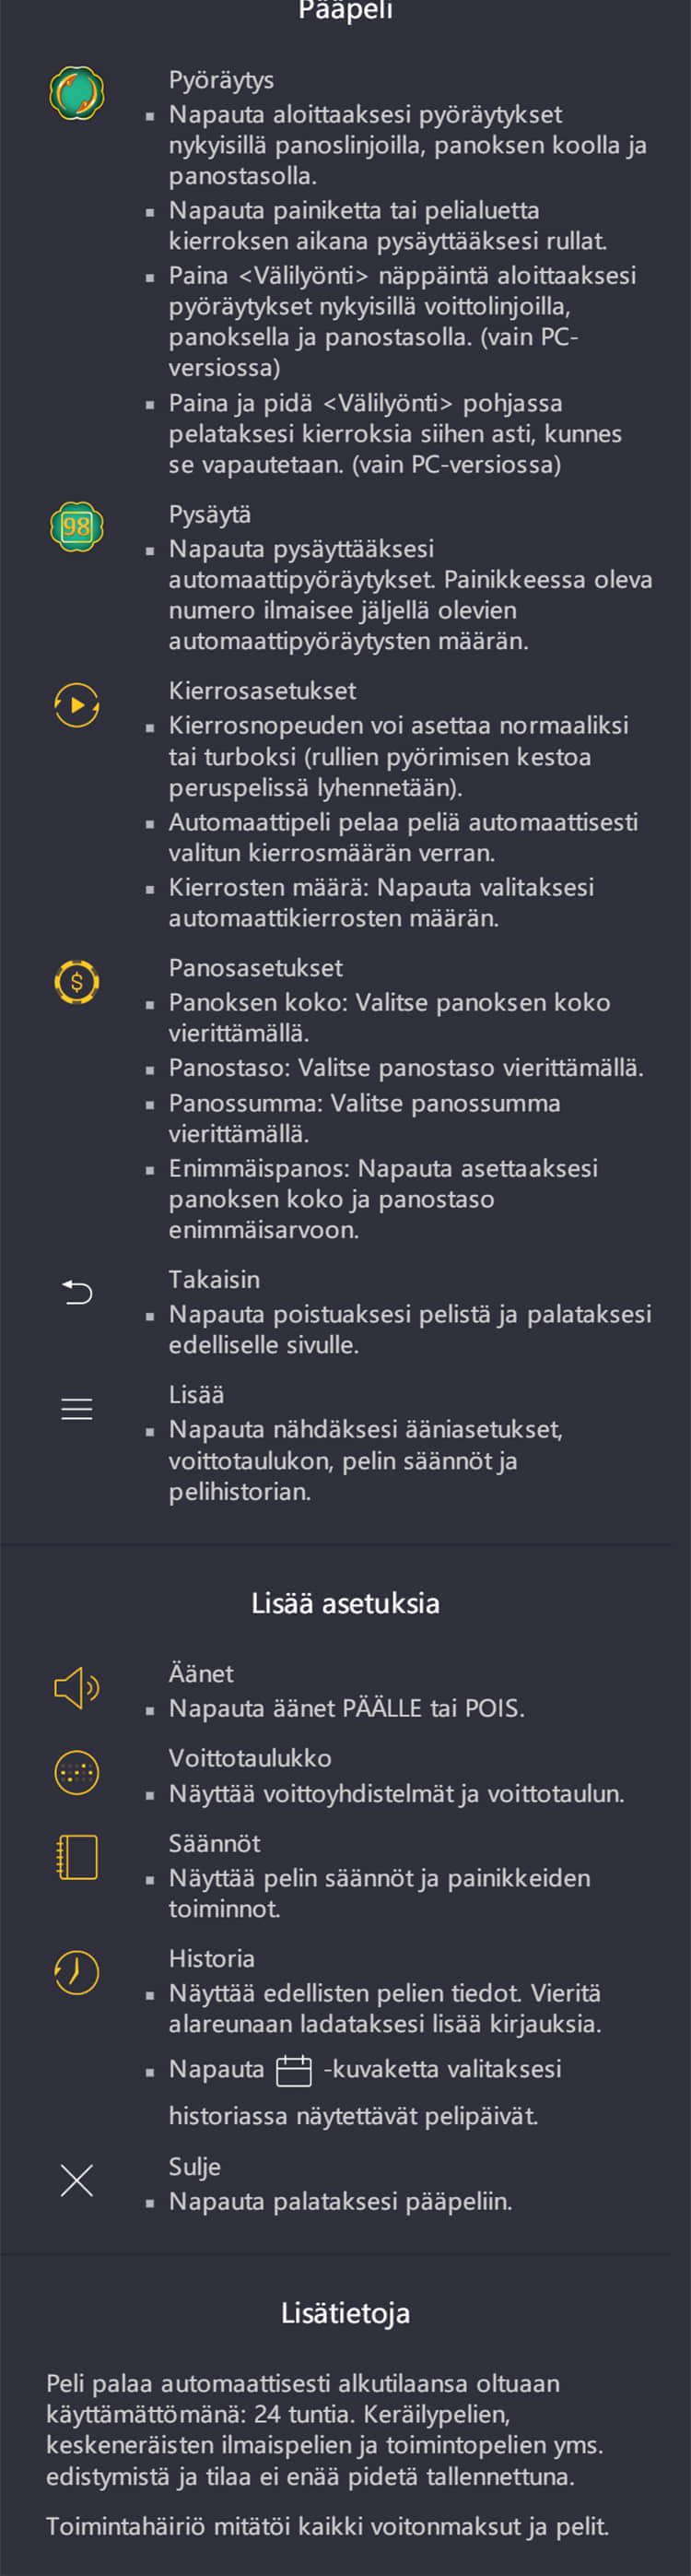 Pääpeli
Pyöräytys
▪ Napauta aloittaaksesi pyöräytykset
nykyisillä panoslinjoilla, panoksen koolla ja
panostasolla.
▪ Napauta painiketta tai pelialuetta
kierroksen aikana pysäyttääksesi rullat.
▪ Paina <Välilyönti> näppäintä aloittaaksesi
pyöräytykset nykyisillä voittolinjoilla,
panoksella ja panostasolla. (vain PC-
versiossa)
▪ Paina ja pidä <Välilyönti> pohjassa
pelataksesi kierroksia siihen asti, kunnes
se vapautetaan. (vain PC-versiossa)
98
Pysäytä
▪ Napauta pysäyttääksesi
automaattipyöräytykset. Painikkeessa oleva
numero ilmaisee jäljellä olevien
automaattipyöräytysten määrän.
Kierrosasetukset
▪ Kierrosnopeuden voi asettaa normaaliksi
tai turboksi (rullien pyörimisen kestoa
peruspelissä lyhennetään).
▪ Automaattipeli pelaa peliä automaattisesti
valitun kierrosmäärän verran.
▪ Kierrosten määrä: Napauta valitaksesi
automaattikierrosten määrän.
$
Panosasetukset
▪ Panoksen koko: Valitse panoksen koko
vierittämällä.
▪ Panostaso: Valitse panostaso vierittämällä.
▪ Panossumma: Valitse panossumma
vierittämällä.
▪ Enimmäispanos: Napauta asettaaksesi
panoksen koko ja panostaso
enimmäisarvoon.
Takaisin
▪ Napauta poistuaksesi pelistä ja palataksesi
edelliselle sivulle.
Lisää
▪ Napauta nähdäksesi ääniasetukset,
voittotaulukon, pelin säännöt ja
pelihistorian.
Lisää asetuksia
Äänet
▪ Napauta äänet PÄÄLLE tai POIS.
Voittotaulukko
▪ Näyttää voittoyhdistelmät ja voittotaulun.
Säännöt
▪ Näyttää pelin säännöt ja painikkeiden
toiminnot.
Historia
▪ Näyttää edellisten pelien tiedot. Vieritä
alareunaan ladataksesi lisää kirjauksia.
▪ Napauta -kuvaketta valitaksesi
historiassa näytettävät pelipäivät.
Sulje
▪ Napauta palataksesi pääpeliin.
Lisätietoja
Peli palaa automaattisesti alkutilaansa oltuaan
käyttämättömänä: 24 tuntia. Keräilypelien,
keskeneräisten ilmaispelien ja toimintopelien yms.
edistymistä ja tilaa ei enää pidetä tallennettuna.
Toimintahäiriö mitätöi kaikki voitonmaksut ja pelit.